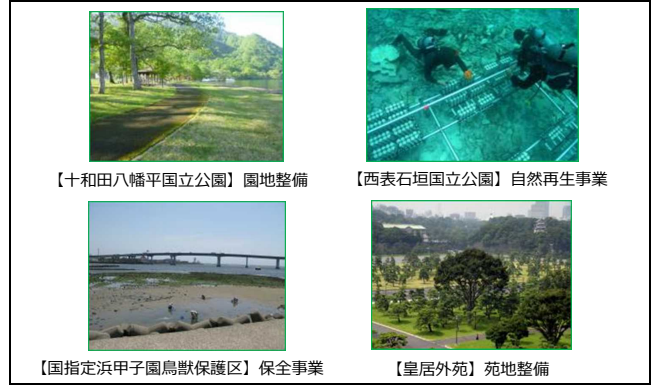 【十和田八幡平国立公園】園地整備
【西表石垣国立公園】自然再生事業
【国指定浜甲子園鳥獣保護区】保全事業
【皇居外苑】苑地整備